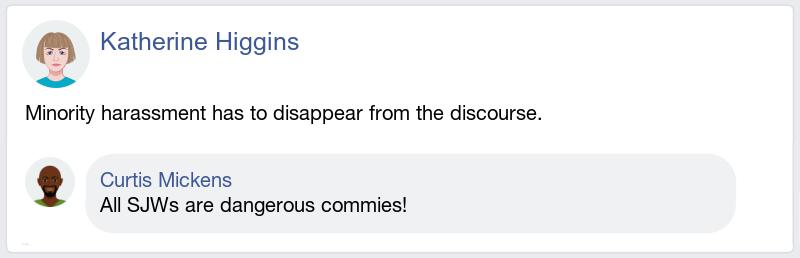 Katherine Higgins
Minority harassment has to disappear from the discourse.
Curtis Mickens
All SJWs are dangerous commies!